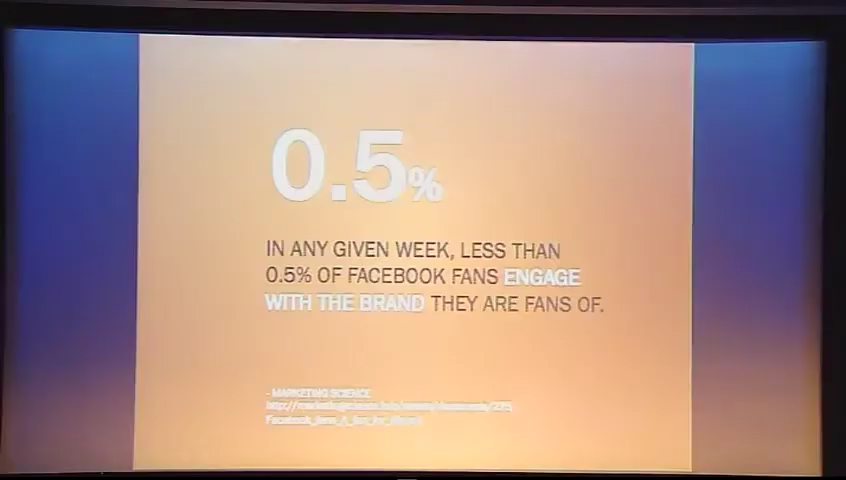 0.5%
IN ANY GIVEN WEEK, LESS THAN
0.5% OF FACEBOOK FANS ENGAGE
WITH THE BRAND THEY ARE FANS OF.
- MARKETING SCIENCE